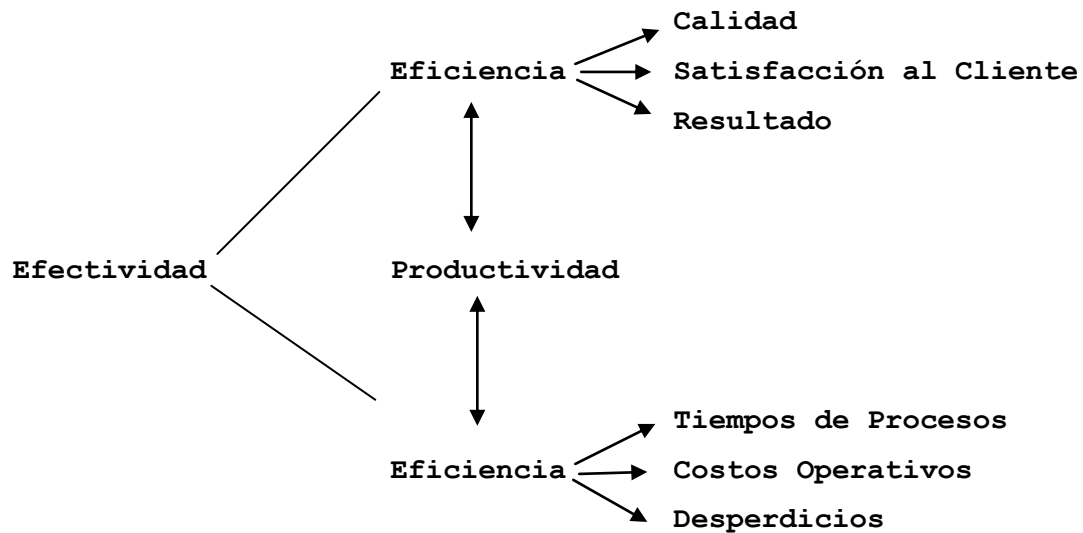 Calidad
Eficiencia
Satisfacción al Cliente
Resultado
Efectividad
Productividad
Tiempos de Procesos
Eficiencia
Costos Operativos
Desperdicios